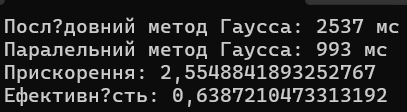 Посл?довний метод Гаусса: 2537 мс
Паралельний метод Гаусса: 993 мс
Прискорення: 2,5548841893252767
Ефективн?сть: 0,6387210473313192